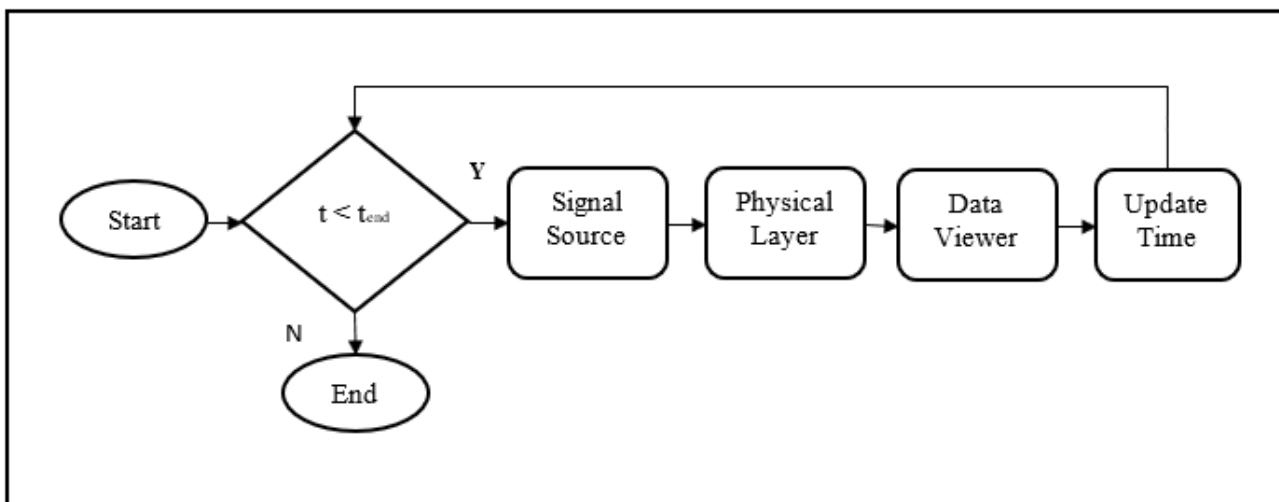 Start
t < tend
Y
Signal
Source
Physical
Layer
Data
Viewer
Update
Time
N
End